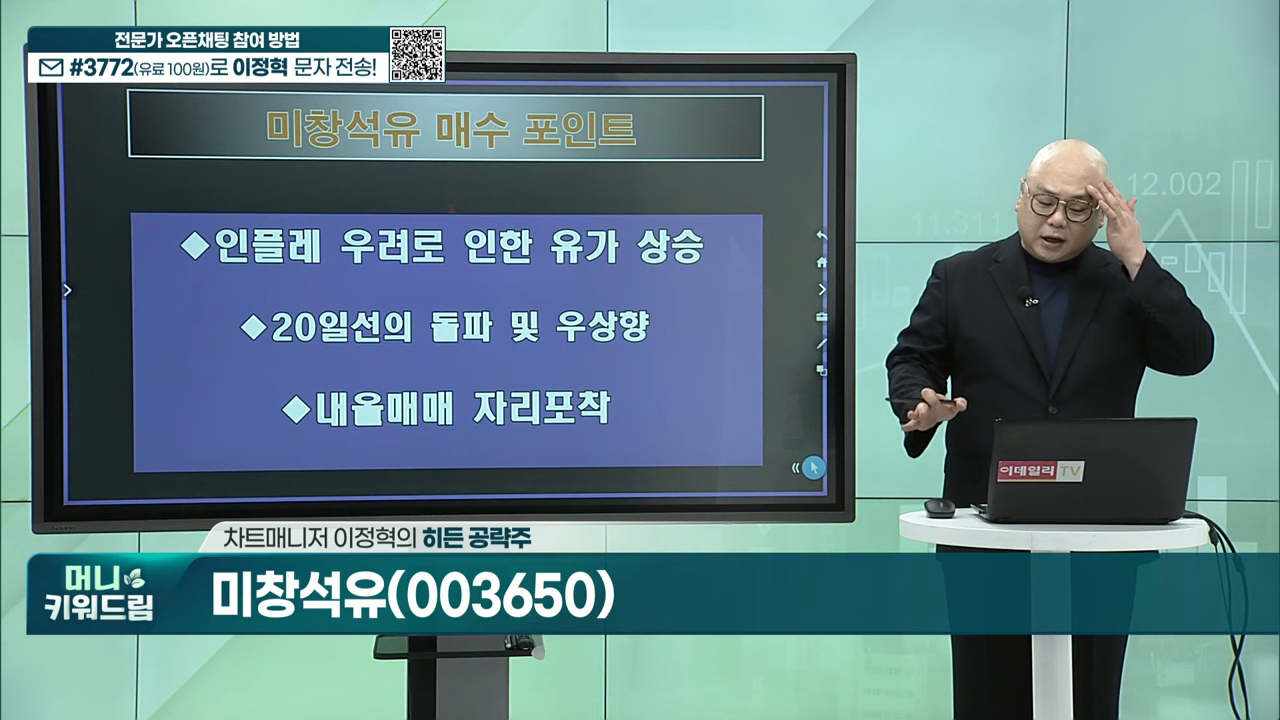 전문가 오픈채팅 참여 방법
#3772(유료 100원)로 이정혁 문자 전송!
미창석유 매수 포인트
◆인플레 우려로 인한 유가 상승
◆20일선의 돌파 및 우상향
◆내을매매 자리포착
12.002
11.311
이데일리TV
차트매니저 이정혁의 히든 공략주
머니
키워드림
미창석유(003650)